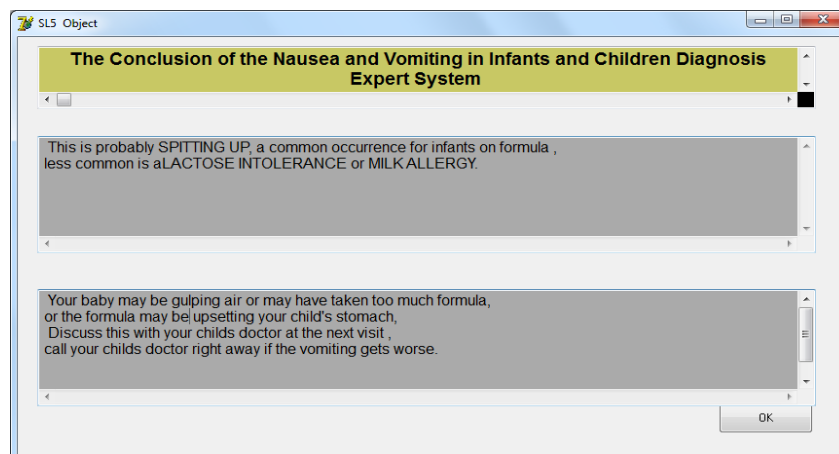 SL5 Object
The Conclusion of the Nausea and Vomiting in Infants and Children Diagnosis
Expert System
This is probably SPITTING UP, a common occurrence for infants on formula ,
less common is aLACTOSE INTOLERANCE or MILK ALLERGY.
Your baby may be gulping air or may have taken too much formula,
or the formula may be upsetting your child's stomach,
Discuss this with your childs doctor at the next visit ,
call your childs doctor right away if the vomiting gets worse.
OK